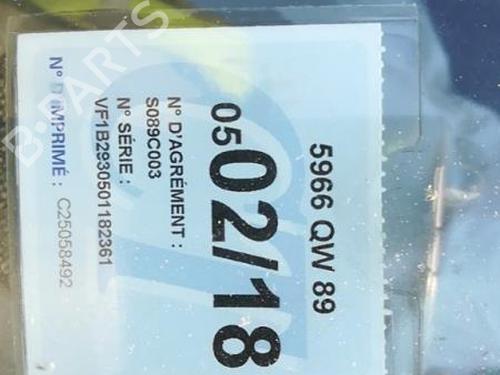 5966 QW 89
05 02/18
N° D'AGRÉMENT :
S089C003
N° SÉRIE :
VF1B2930501182361
N° D'IMPRIMÉ : C25058492
B-PARTS